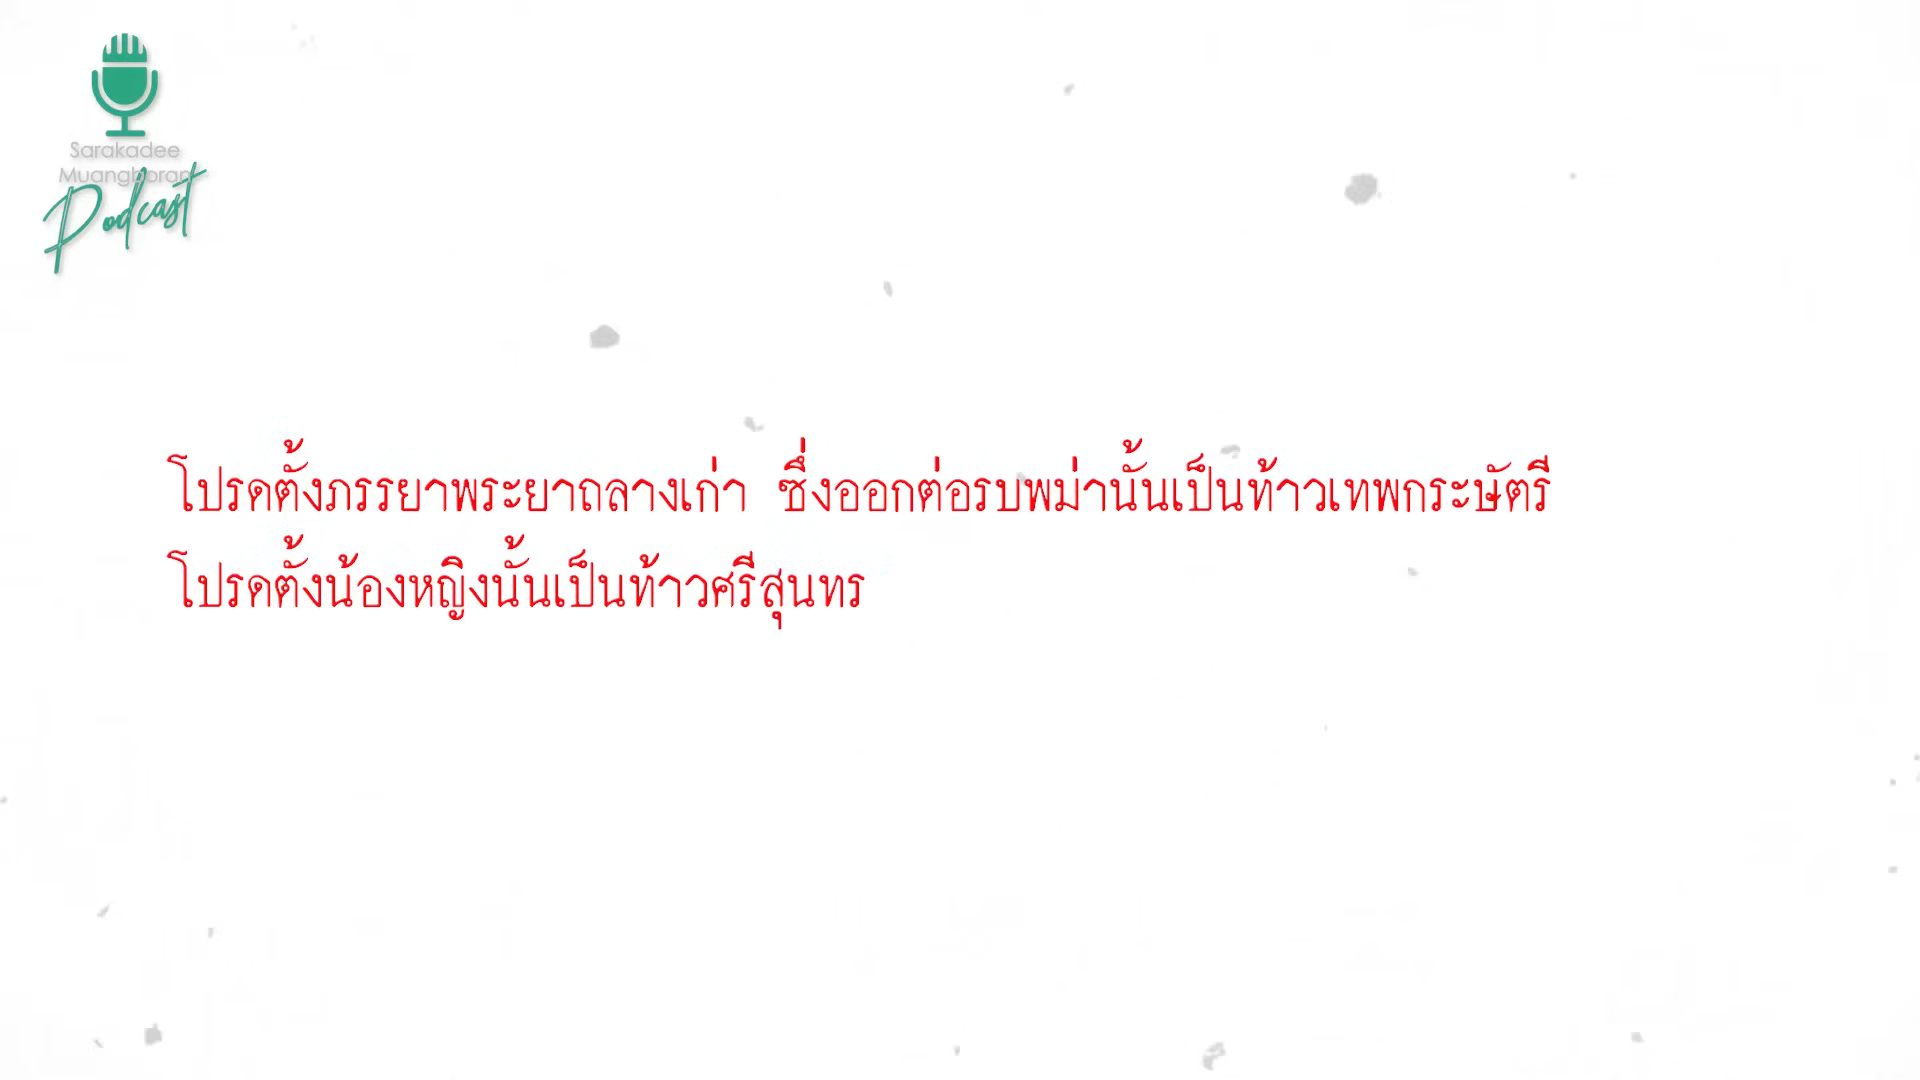 Sarakadee
Muangboran
Podcast
โปรดตั้งภรรยาพระยาถลางเก่า ซึ่งออกต่อรบพม่านั้นเป็นท้าวเทพกระษัตรี
โปรดตั้งน้องหญิงนั้นเป็นท้าวศรีสุนทร